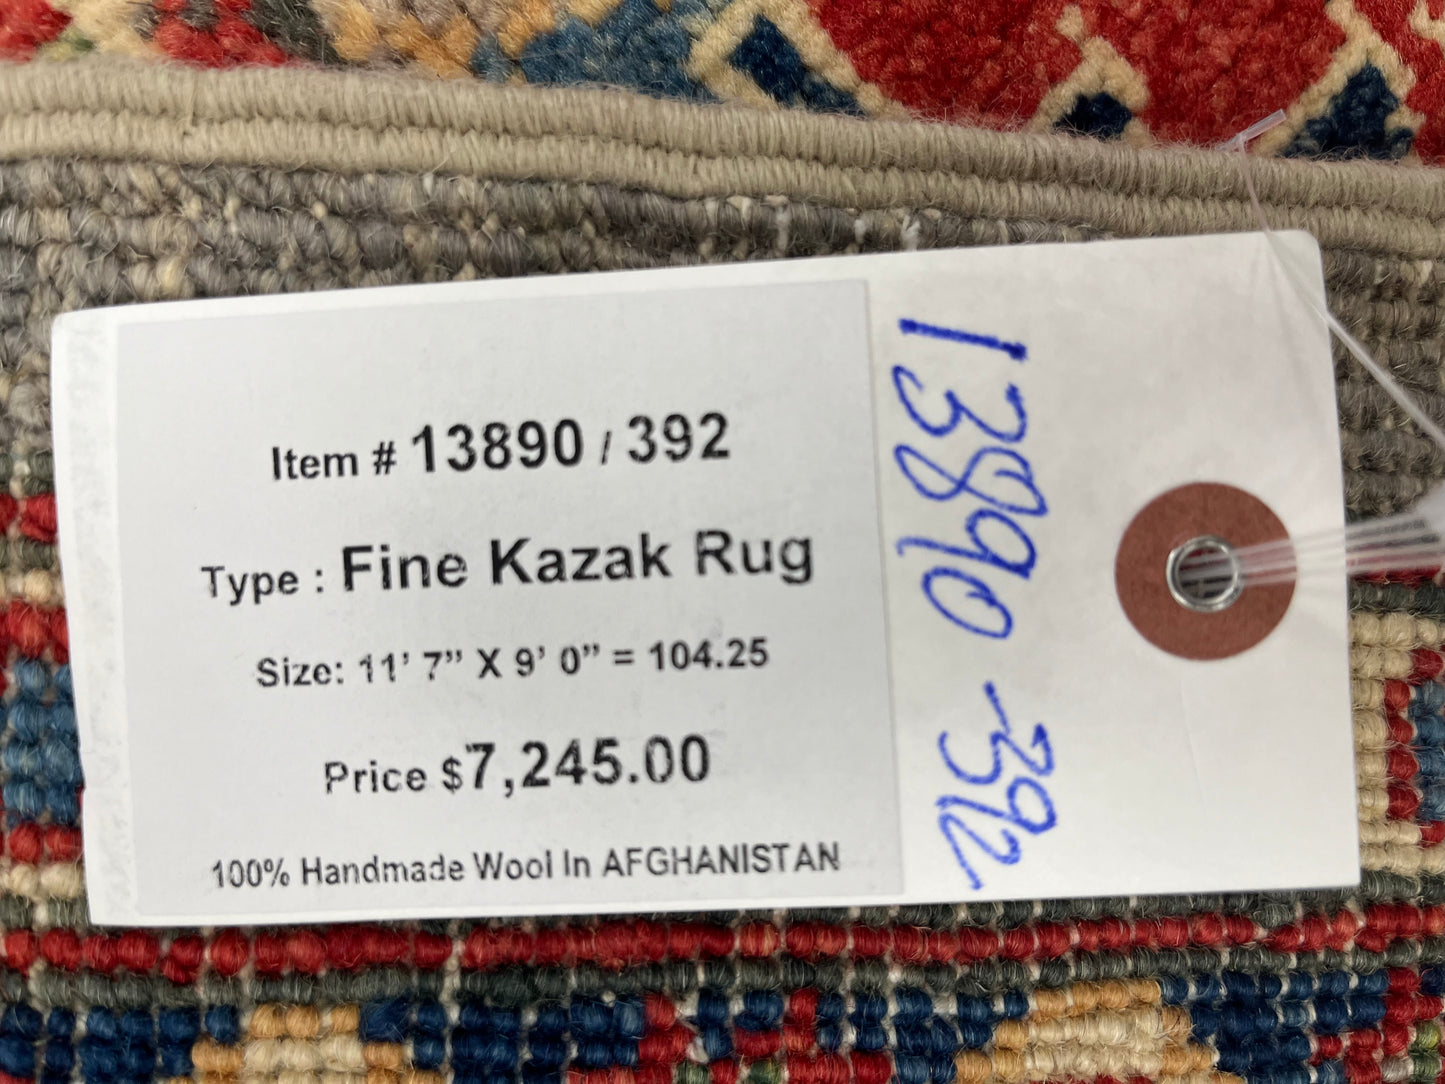 Item # 13890 / 392
Type : Fine Kazak Rug
Size: 11' 7” X 9' 0” = 104.25
Price $7,245.00
100% Handmade Wool In AFGHANISTAN
13890-392